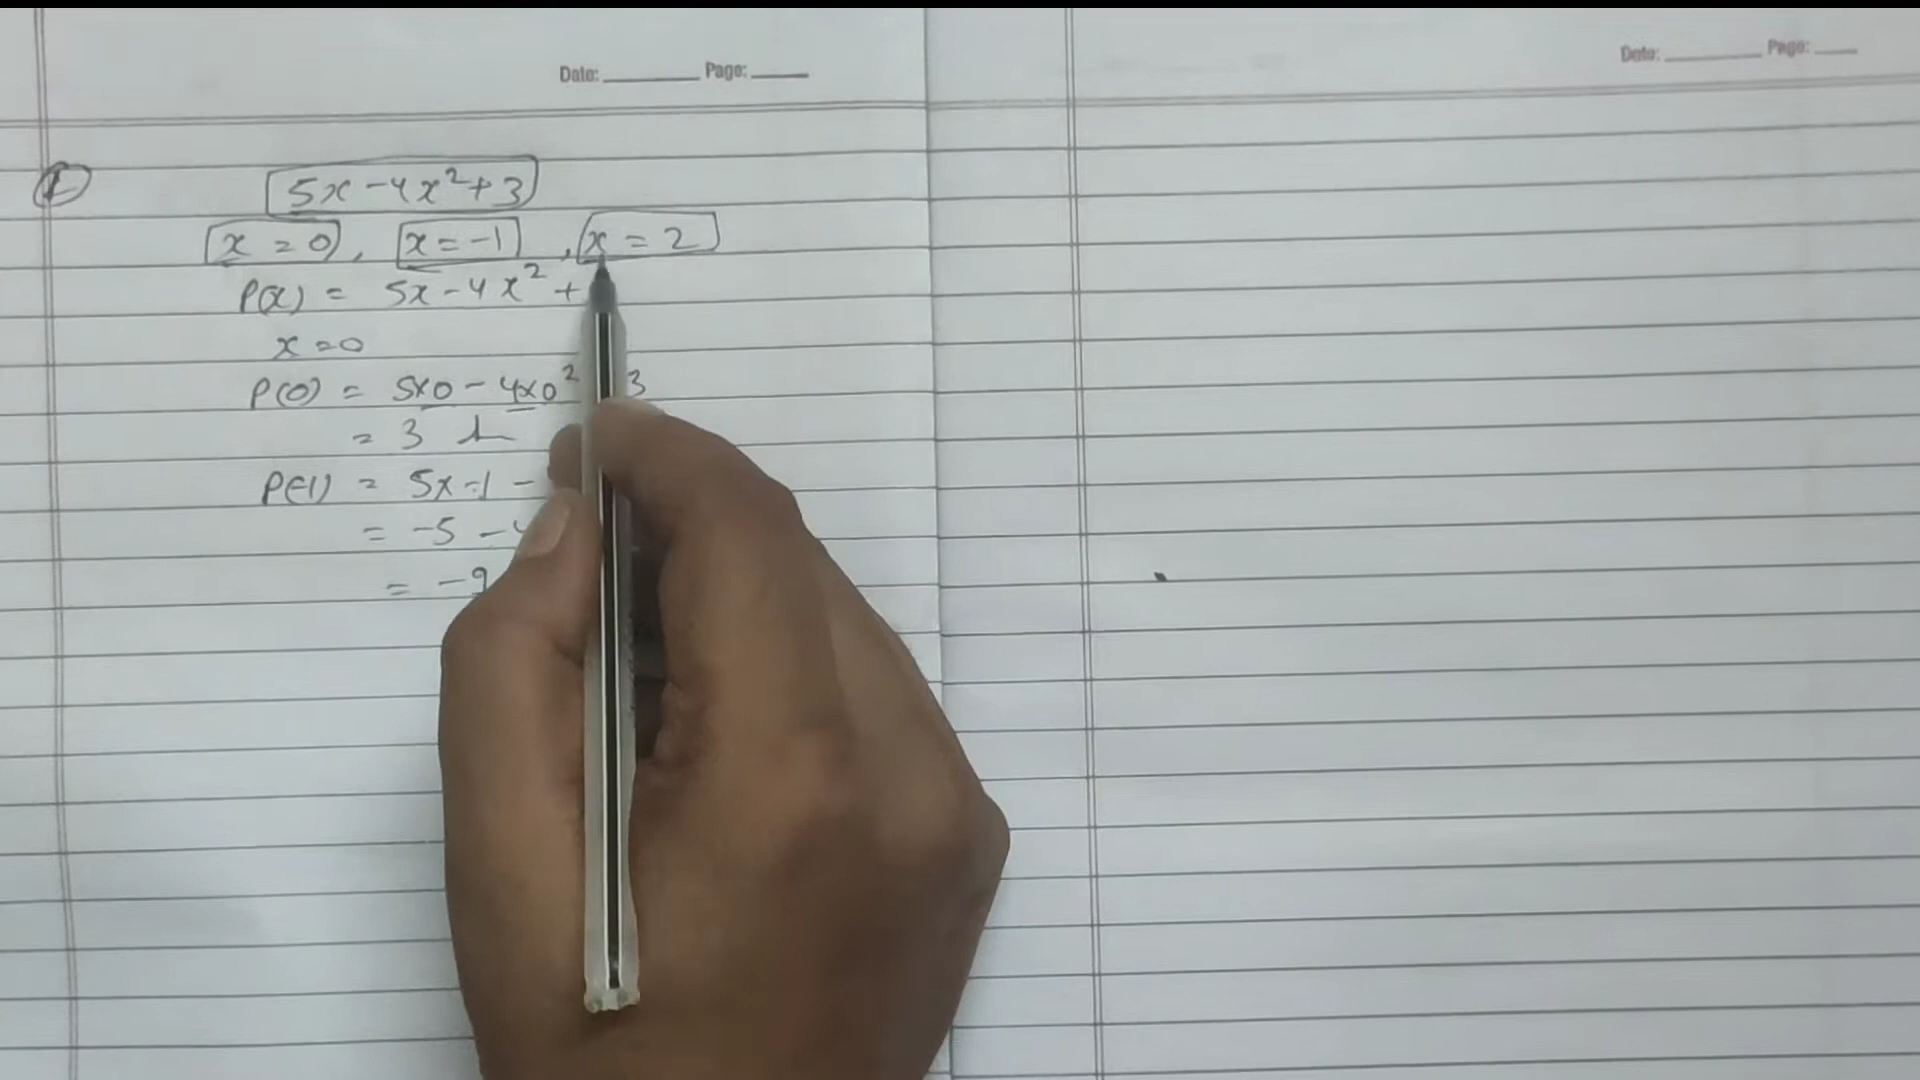 Date: Page:
Date: Page:
1
5x - 4x² + 3
x = 0, x = -1, x = 2
P(x) = 5x - 4x² +
x = 0
P(0) = 5x0 - 4x0² 3
= 3
P(-1) = 5x-1 -
= -5 - 4
= -9